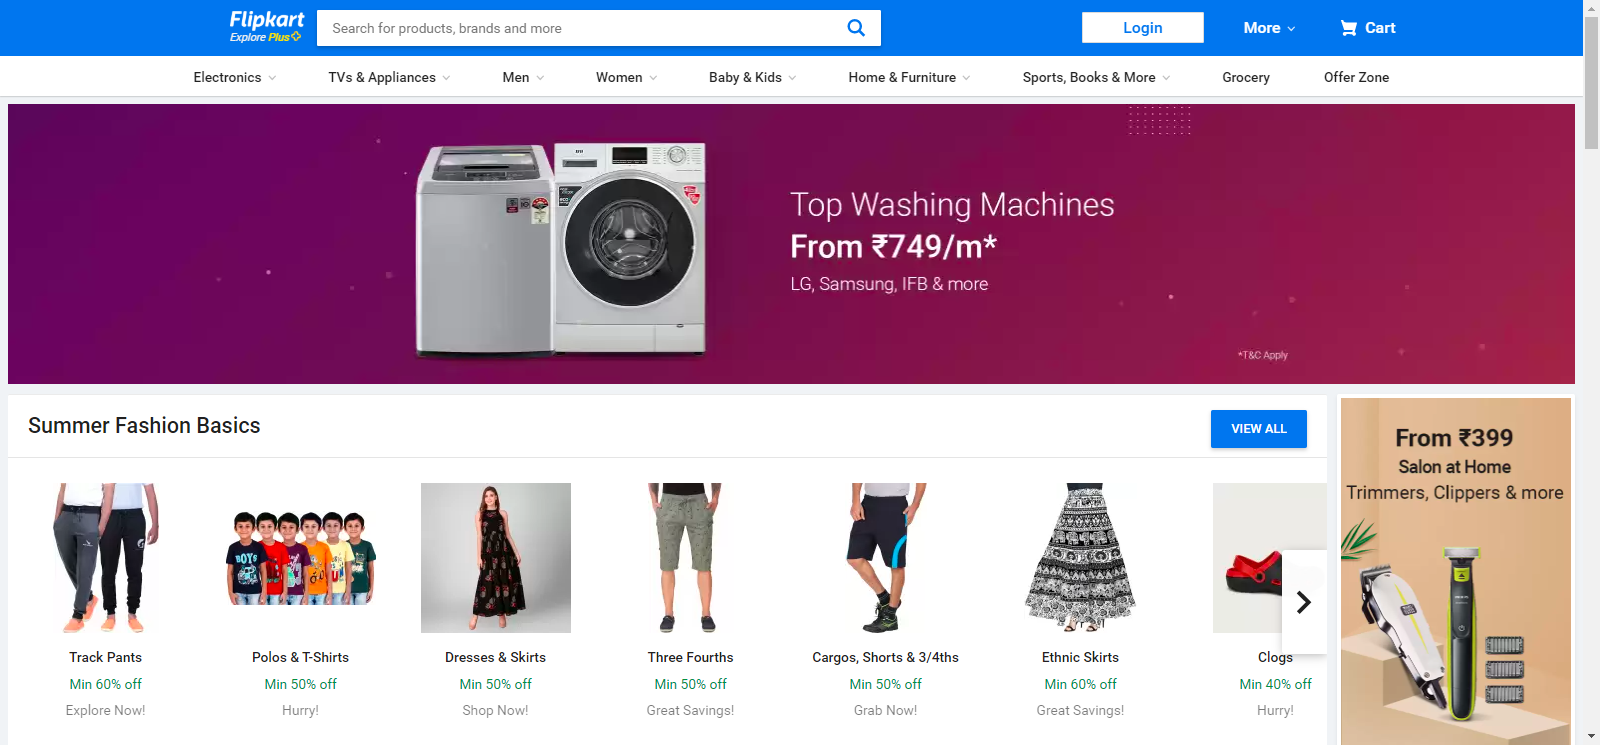 Flipkart
Explore Plus
Search for products, brands and more
Login
More
Cart
Electronics
TVs & Appliances
Men
Women
Baby & Kids
Home & Furniture
Sports, Books & More
Grocery
Offer Zone
Top Washing Machines
From ₹749/m*
LG, Samsung, IFB & more
*T&C Apply
Summer Fashion Basics
VIEW ALL
From ₹399
Salon at Home
Trimmers, Clippers & more
BOYS
Track Pants
Polos & T-Shirts
Dresses & Skirts
Three Fourths
Cargos, Shorts & 3/4ths
Ethnic Skirts
Clogs
Min 60% off
Min 50% off
Min 50% off
Min 50% off
Min 50% off
Min 60% off
Min 40% off
Explore Now!
Hurry!
Shop Now!
Great Savings!
Grab Now!
Great Savings!
Hurry!